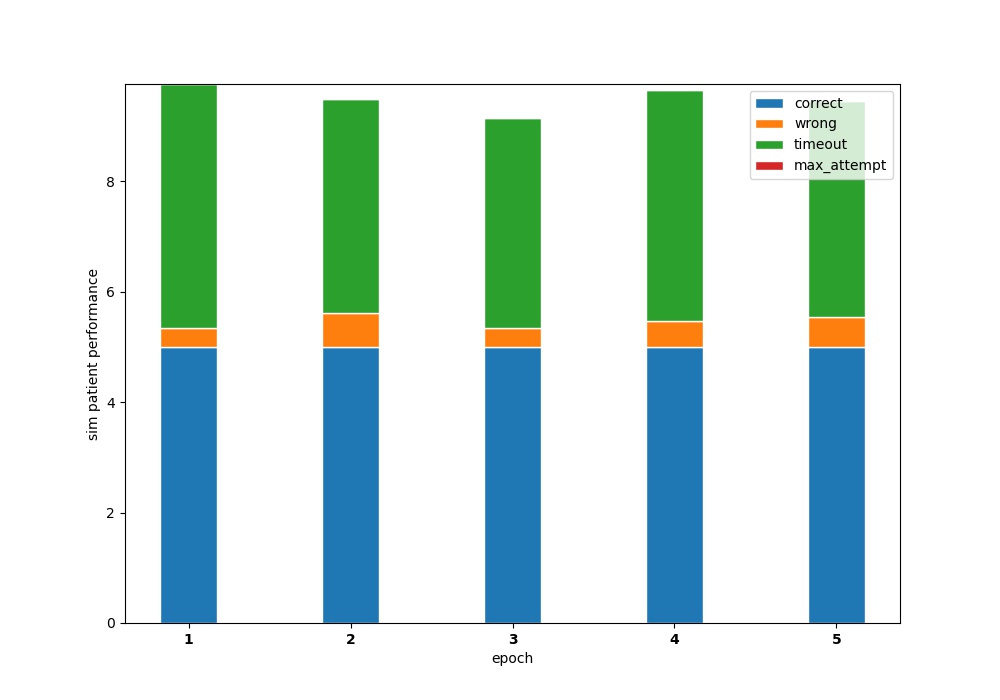 correct
wrong
timeout
max_attempt
8
6
4
2
0
sim patient performance
1 2 3 4 5
epoch